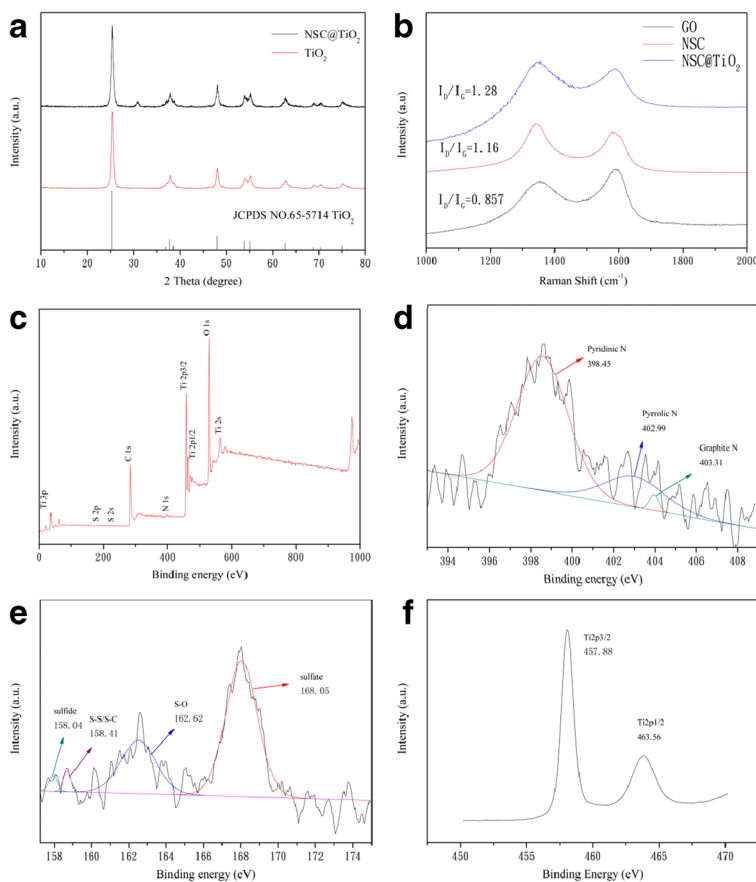 a
NSC@TiO2
TiO2
JCPDS NO.65-5714 TiO2
Intensity (a.u.)
10 20 30 40 50 60 70 80
2 Theta (degree)
b
GO
NSC
NSC@TiO2
ID/IG=1.28
ID/IG=1.16
ID/IG=0.857
Intensity (a.u)
1000 1200 1400 1600 1800 2000
Raman Shift (cm-1)
c
O 1s
Ti 2p3/2
Ti 2p1/2
Ti 2s
C 1s
N 1s
Ti 3p
S 2p
S 2s
Intensity (a.u.)
0 200 400 600 800 1000
Binding energy (eV)
d
Pyridinic N
398.45
Pyrrolic N
402.99
Graphite N
403.31
Intensity (a.u.)
394 396 398 400 402 404 406 408
Binding energy (eV)
e
sulfide
158.04
S-S/S-C
158.41
S-O
162.62
sulfate
168.05
Intensity (a.u.)
158 160 162 164 166 168 170 172 174
Binding energy (eV)
f
Ti2p3/2
457.88
Ti2p1/2
463.56
Intensity (a.u.)
450 455 460 465 470
Binding Energy (eV)